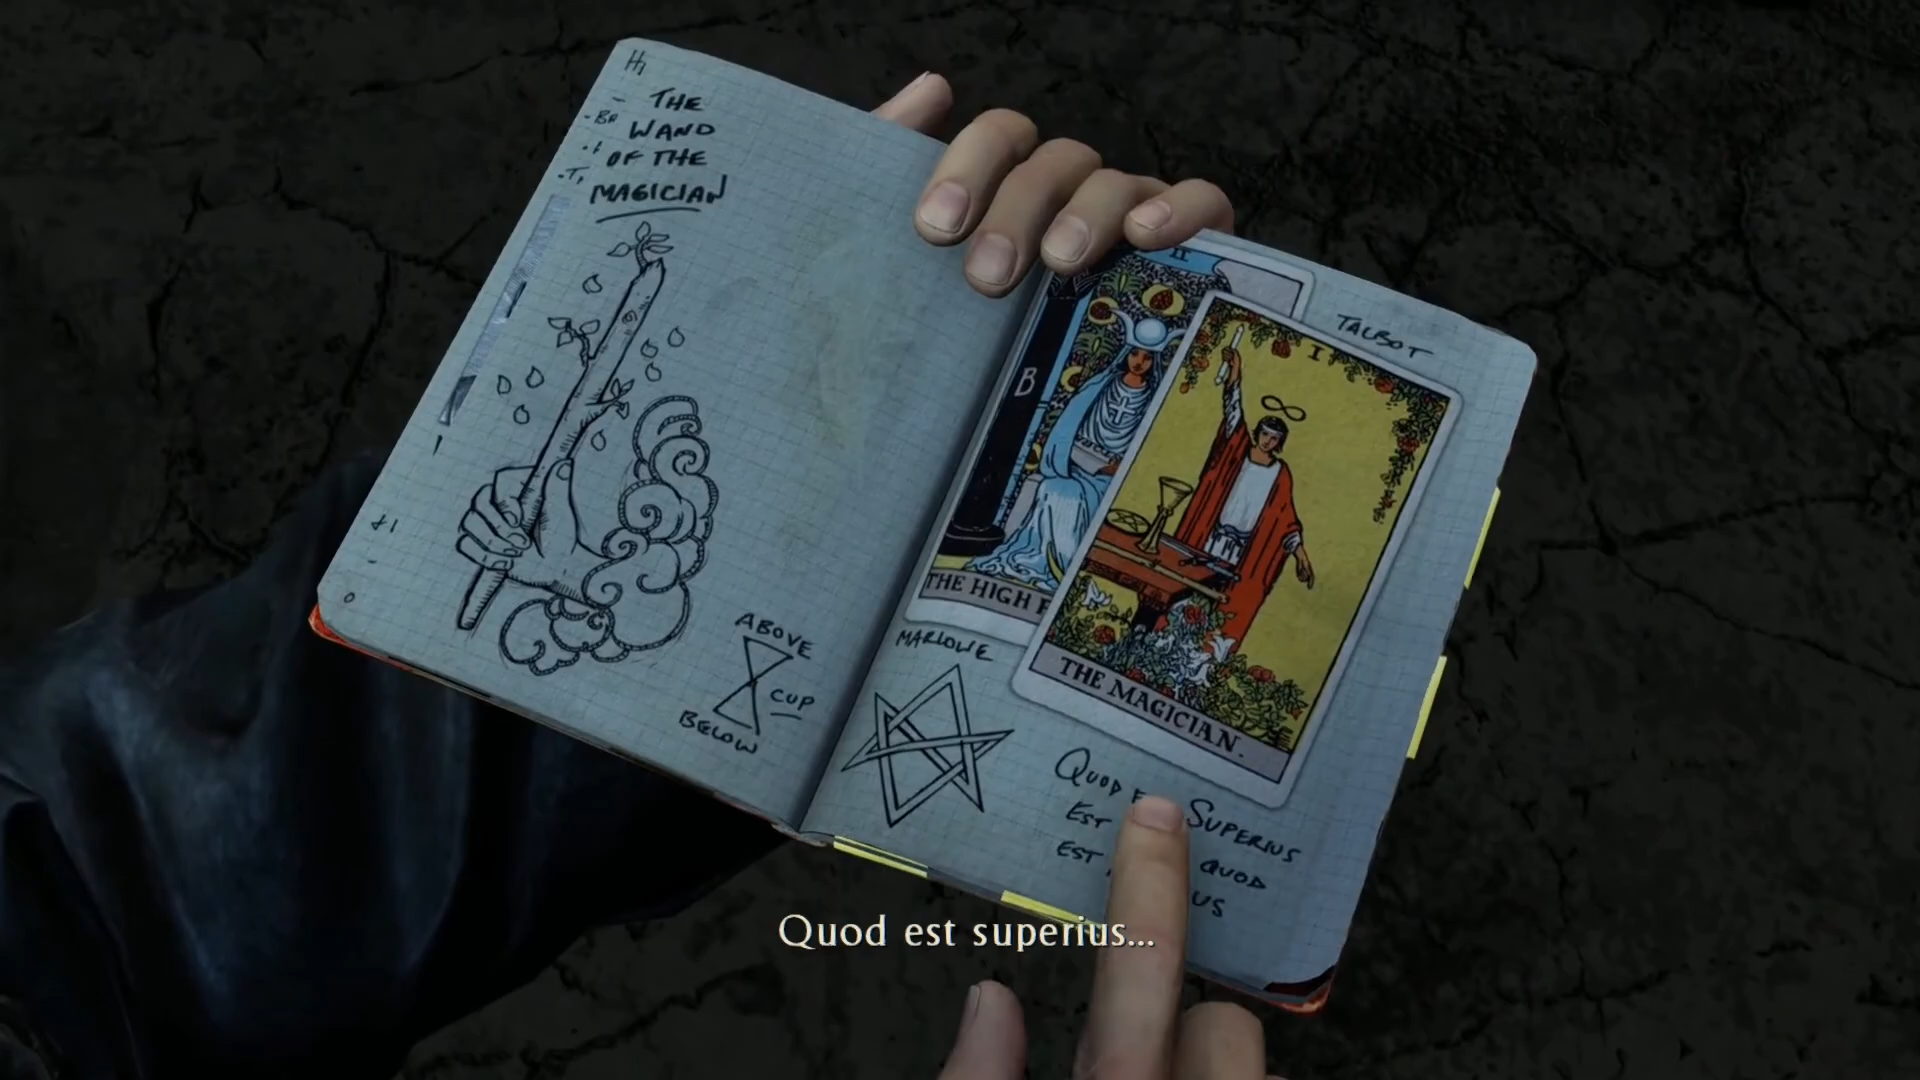 THE
WAND
OF THE
MAGICIAN
ABOVE
CUP
BELOW
II
B
THE HIGH
MARLOWE
TALBOT
I
THE MAGICIAN.
QUOD SUPERIUS
EST
EST QUOD
Quod est superius...